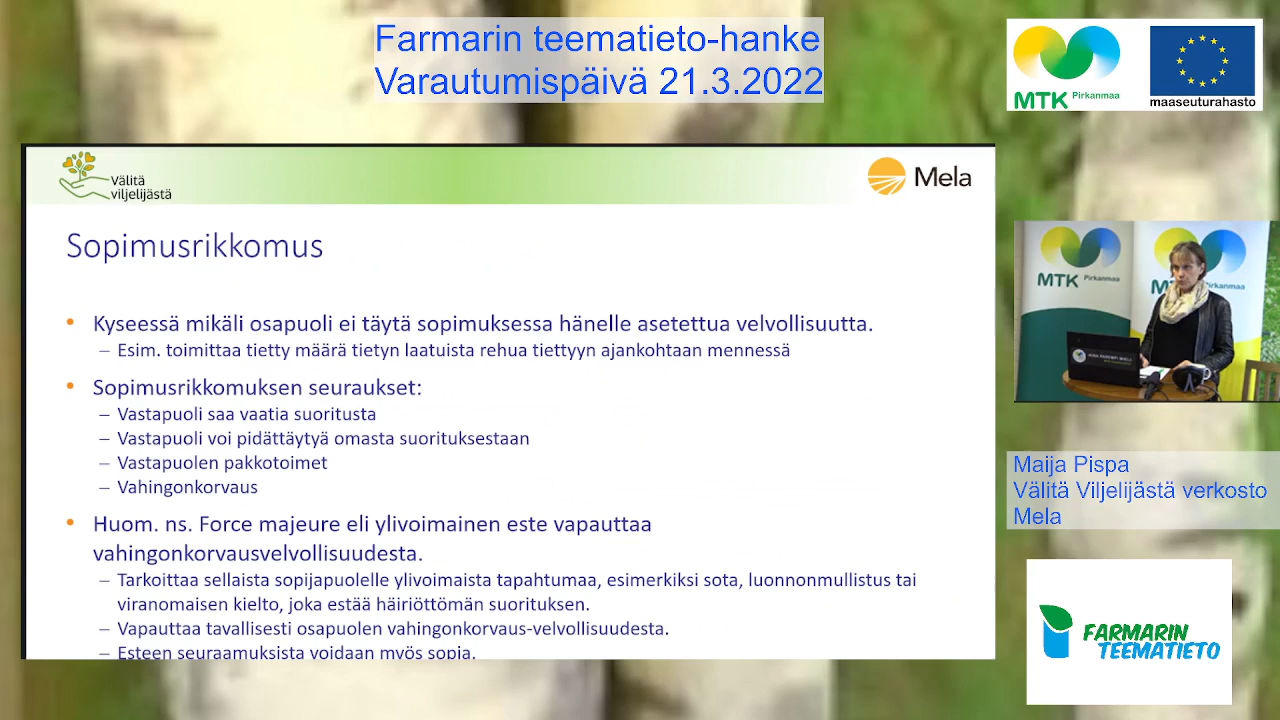 Farmarin teematieto-hanke
Varautumispäivä 21.3.2022
MTK Pirkanmaa
maaseuturahasto
Välitä
viljelijästä
Mela
Sopimusrikkomus
• Kyseessä mikäli osapuoli ei täytä sopimuksessa hänelle asetettua velvollisuutta.
– Esim. toimittaa tietty määrä tietyn laatuista rehua tiettyyn ajankohtaan mennessä
• Sopimusrikkomuksen seuraukset:
– Vastapuoli saa vaatia suoritusta
– Vastapuoli voi pidättäytyä omasta suorituksestaan
– Vastapuolen pakkotoimet
– Vahingonkorvaus
• Huom. ns. Force majeure eli ylivoimainen este vapauttaa
vahingonkorvausvelvollisuudesta.
– Tarkoittaa sellaista sopijapuolelle ylivoimaista tapahtumaa, esimerkiksi sota, luonnonmullistus tai
viranomaisen kielto, joka estää häiriöttömän suorituksen.
– Vapauttaa tavallisesti osapuolen vahingonkorvaus-velvollisuudesta.
– Esteen seuraamuksista voidaan myös sopia.
MTK Pirkanmaa
MTK Pirkanmaa
Maija Pispa
Välitä Viljelijästä verkosto
Mela
FARMARIN
TEEMATIETO